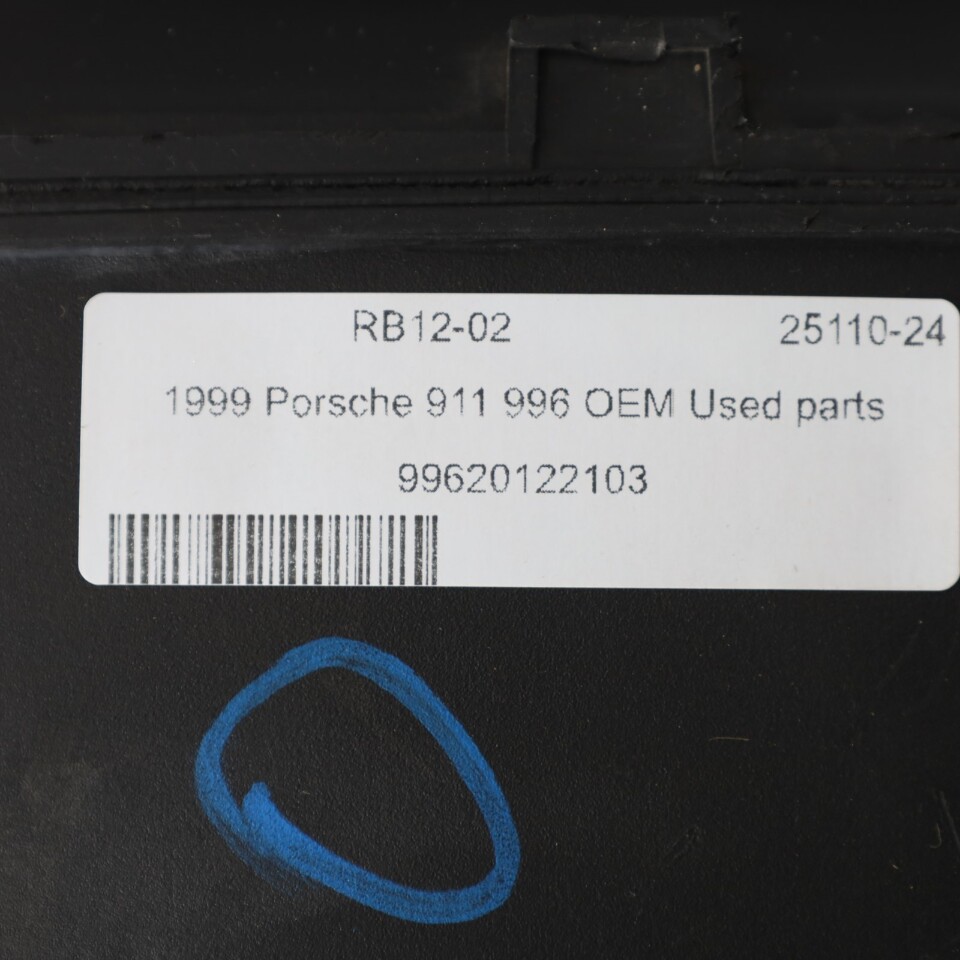 RB12-02 25110-24
1999 Porsche 911 996 OEM Used parts
99620122103